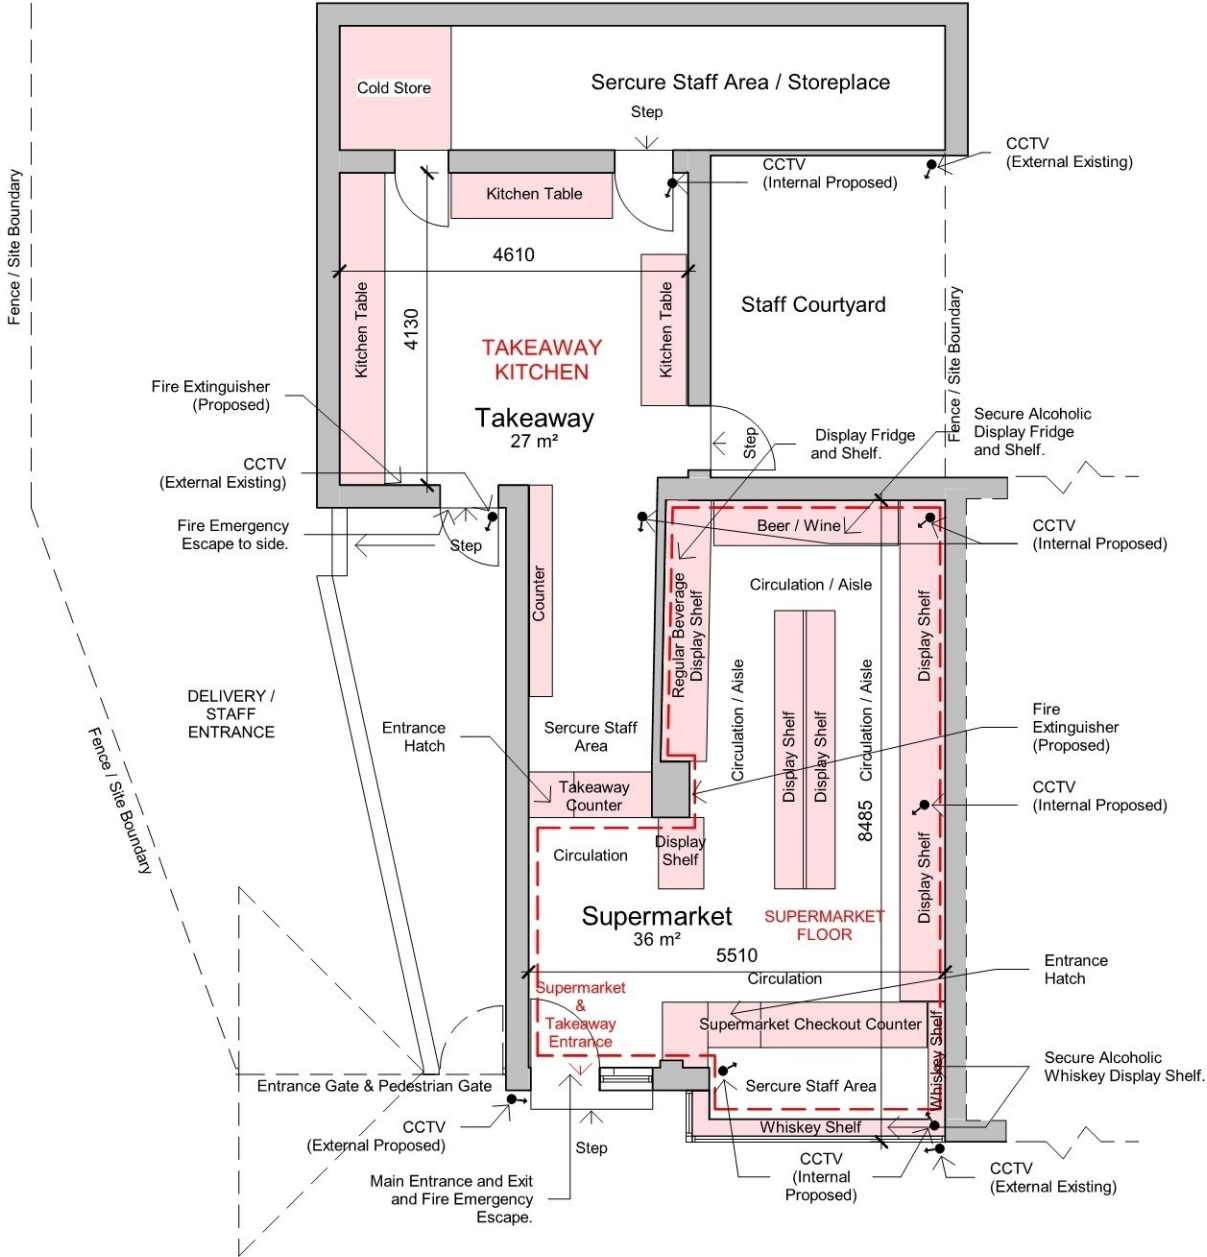 Cold Store
Sercure Staff Area / Storeplace
Step
CCTV
(External Existing)
CCTV
(Internal Proposed)
Kitchen Table
Fence / Site Boundary
4610
Staff Courtyard
Kitchen Table
4130
Kitchen Table
Fence / Site Boundary
TAKEAWAY
KITCHEN
Fire Extinguisher
(Proposed)
Takeaway
27 m²
Step
Display Fridge
and Shelf.
Secure Alcoholic
Display Fridge
and Shelf.
CCTV
(External Existing)
Fire Emergency
Escape to side.
Step
Beer / Wine
CCTV
(Internal Proposed)
Counter
Circulation / Aisle
Regular Beverage
Display Shelf
Display Shelf
DELIVERY /
STAFF
ENTRANCE
Circulation / Aisle
Circulation / Aisle
Entrance
Hatch
Sercure Staff
Area
Fire
Extinguisher
(Proposed)
Display Shelf
Display Shelf
Fence / Site Boundary
Takeaway
Counter
CCTV
(Internal Proposed)
8485
Circulation
Display
Shelf
Display Shelf
Supermarket
36 m²
SUPERMARKET
FLOOR
5510
Circulation
Entrance
Hatch
Supermarket
&
Takeaway
Entrance
Supermarket Checkout Counter
Whiskey Shelf
Entrance Gate & Pedestrian Gate
Sercure Staff Area
Secure Alcoholic
Whiskey Display Shelf.
CCTV
(External Proposed)
Step
Whiskey Shelf
CCTV
(Internal
Proposed)
CCTV
(External Existing)
Main Entrance and Exit
and Fire Emergency
Escape.